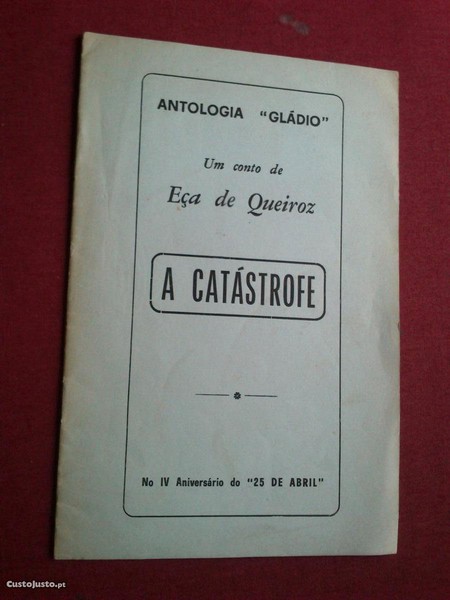 ANTOLOGIA "GLÁDIO"
Um conto de
Eça de Queiroz
A CATÁSTROFE
No IV Aniversário do "25 DE ABRIL"
CustoJusto.pt